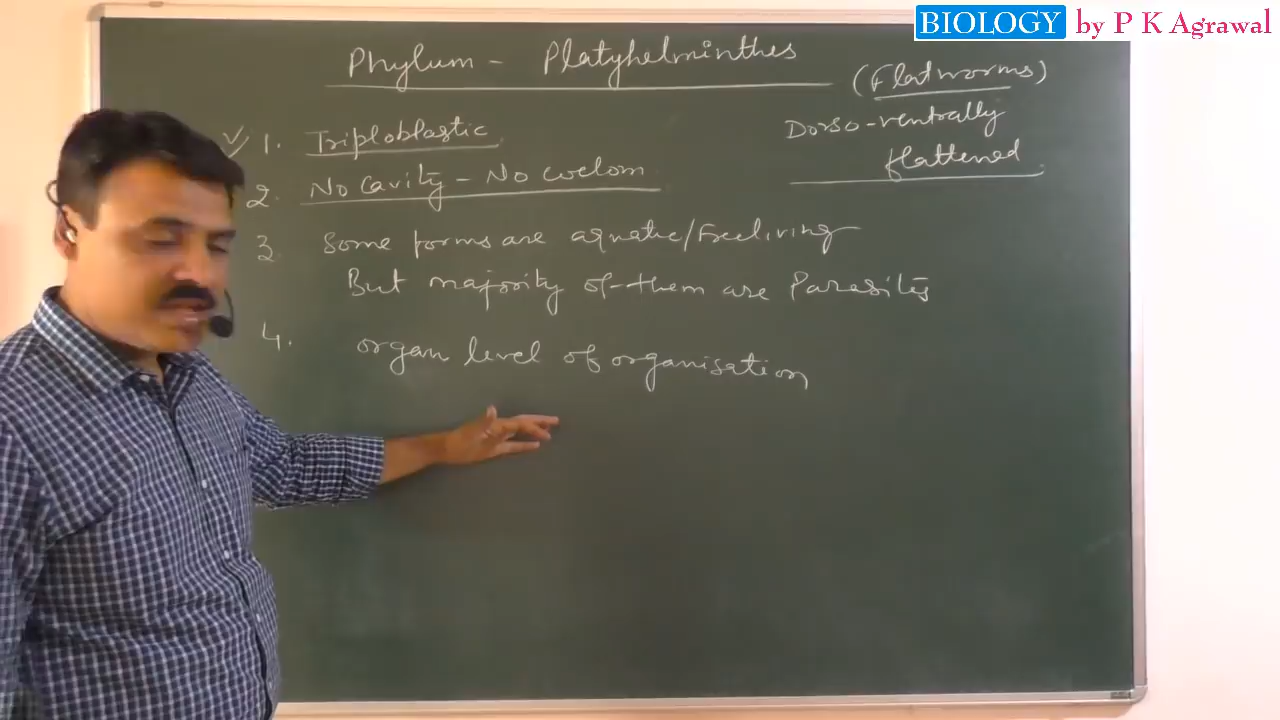 BIOLOGY by P K Agrawal
Phylum - Platyhelminthes
(Flatworms)
Dorso-ventrally
flattened
✓ 1. Triploblastic
2. No Cavity - No coelom
3. Some forms are aquatic/Freeliving
But majority of them are Parasites
4. organ level of organisation